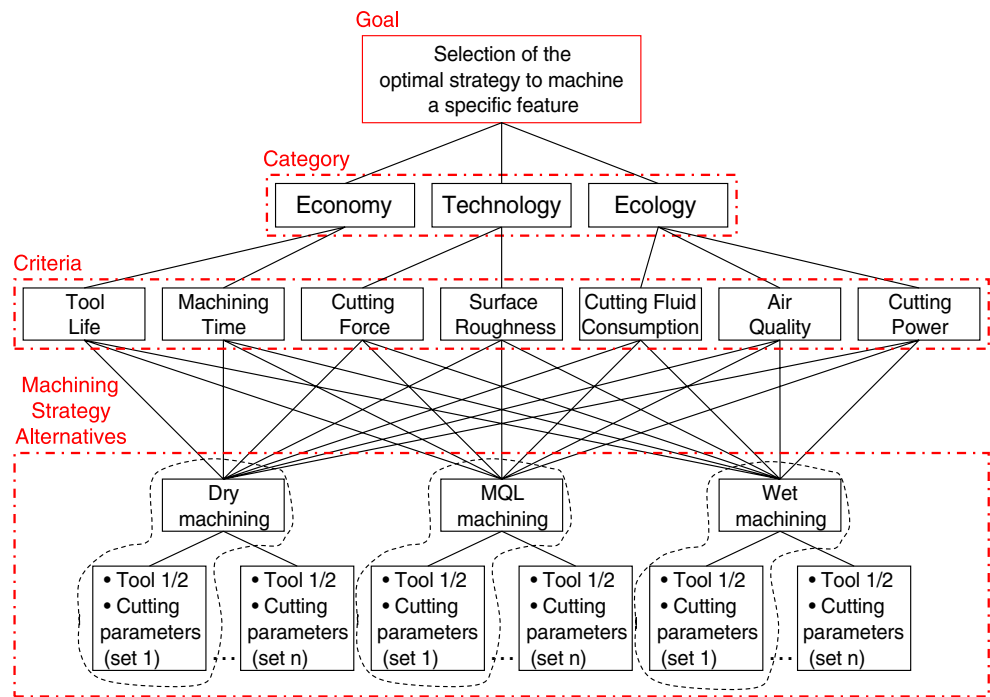 Goal
Selection of the
optimal strategy to machine
a specific feature
Category
Economy
Technology
Ecology
Criteria
Tool
Life
Machining
Time
Cutting
Force
Surface
Roughness
Cutting Fluid
Consumption
Air
Quality
Cutting
Power
Machining
Strategy
Alternatives
Dry
machining
MQL
machining
Wet
machining
• Tool 1/2
• Cutting
parameters
(set 1)
...
• Tool 1/2
• Cutting
parameters
(set n)
• Tool 1/2
• Cutting
parameters
(set 1)
...
• Tool 1/2
• Cutting
parameters
(set n)
• Tool 1/2
• Cutting
parameters
(set 1)
...
• Tool 1/2
• Cutting
parameters
(set n)